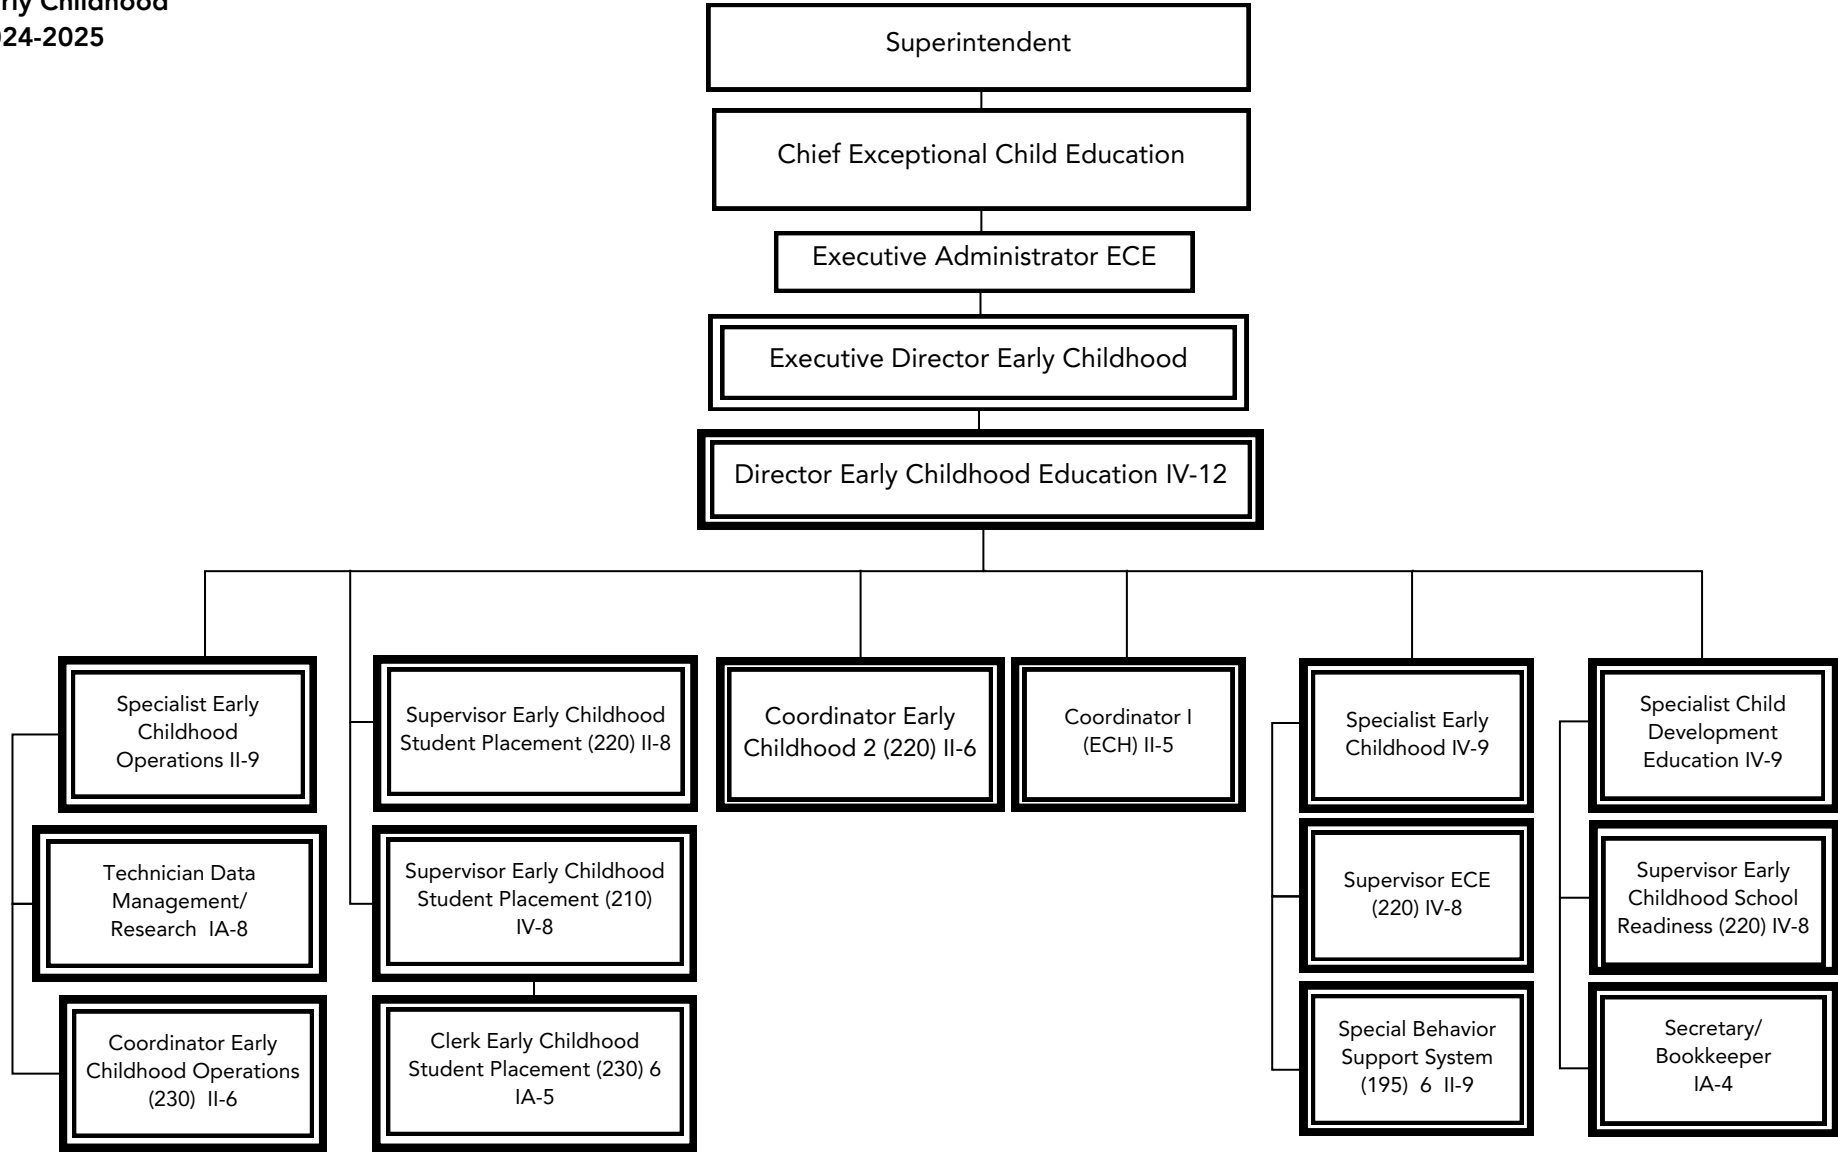 rly Childhood
24-2025
Superintendent
Chief Exceptional Child Education
Executive Administrator ECE
Executive Director Early Childhood
Director Early Childhood Education IV-12
Specialist Early
Childhood
Operations II-9
Technician Data
Management/
Research IA-8
Coordinator Early
Childhood Operations
(230) II-6
Supervisor Early Childhood
Student Placement (220) II-8
Supervisor Early Childhood
Student Placement (210)
IV-8
Clerk Early Childhood
Student Placement (230) 6
IA-5
Coordinator Early
Childhood 2 (220) II-6
Coordinator I
(ECH) II-5
Specialist Early
Childhood IV-9
Supervisor ECE
(220) IV-8
Special Behavior
Support System
(195) 6 II-9
Specialist Child
Development
Education IV-9
Supervisor Early
Childhood School
Readiness (220) IV-8
Secretary/
Bookkeeper
IA-4